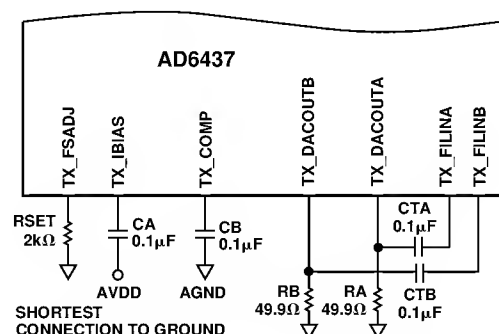 AD6437
TX_FSADJ
TX_IBIAS
TX_COMP
TX_DACOUTB
TX_DACOUTA
TX_FILINA
TX_FILINB
RSET
2kΩ
CA
0.1µF
AVDD
CB
0.1µF
AGND
RB
49.9Ω
RA
49.9Ω
CTA
0.1µF
CTB
0.1µF
SHORTEST
CONNECTION TO GROUND